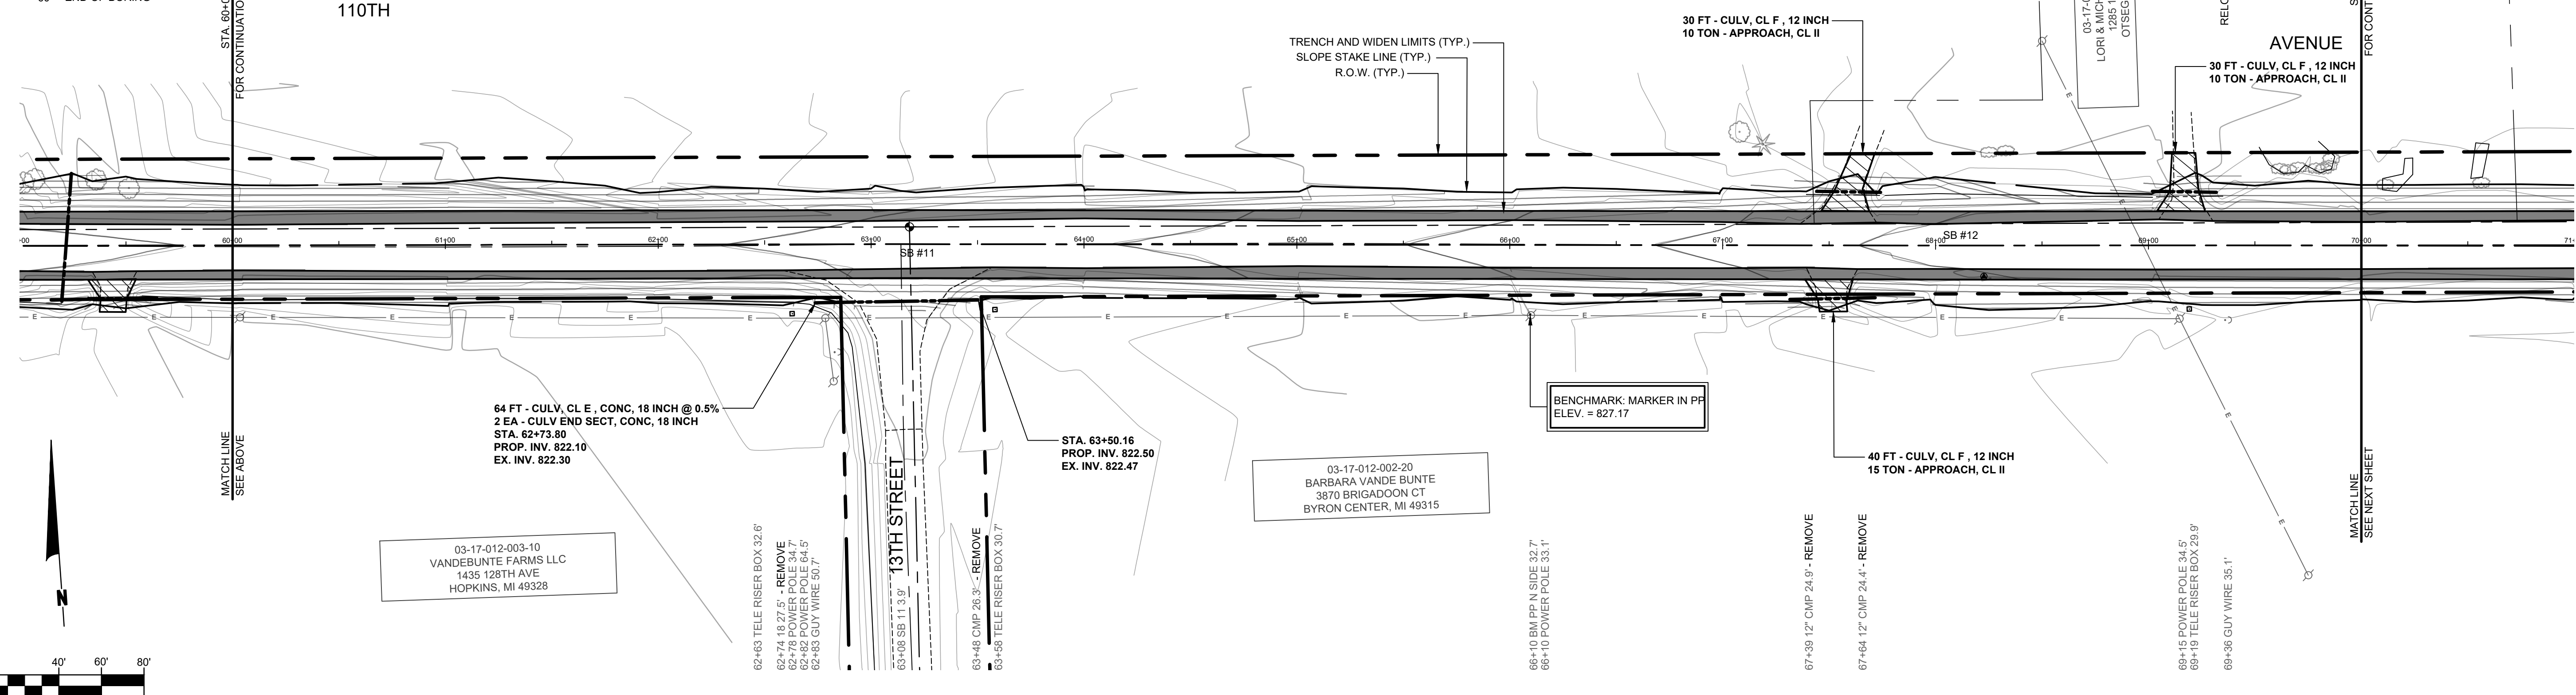 110TH
STA. 60+0
FOR CONTINUATIO
TRENCH AND WIDEN LIMITS (TYP.)
SLOPE STAKE LINE (TYP.)
R.O.W. (TYP.)
30 FT - CULV, CL F , 12 INCH
10 TON - APPROACH, CL II
LORI & MICH
1285 1
OTSEG
RELO
AVENUE
30 FT - CULV, CL F , 12 INCH
10 TON - APPROACH, CL II
FOR CONT
60+00
61+00
62+00
63+00
64+00
65+00
66+00
67+00
68+00
69+00
70+00
SB #11
SB #12
E E E E E E E E E E E E E E E E
64 FT - CULV, CL E , CONC, 18 INCH @ 0.5%
2 EA - CULV END SECT, CONC, 18 INCH
STA. 62+73.80
PROP. INV. 822.10
EX. INV. 822.30
STA. 63+50.16
PROP. INV. 822.50
EX. INV. 822.47
BENCHMARK: MARKER IN PP
ELEV. = 827.17
40 FT - CULV, CL F , 12 INCH
15 TON - APPROACH, CL II
MATCH LINE
SEE ABOVE
MATCH LINE
SEE NEXT SHEET
13TH STREET
03-17-012-002-20
BARBARA VANDE BUNTE
3870 BRIGADOON CT
BYRON CENTER, MI 49315
03-17-012-003-10
VANDEBUNTE FARMS LLC
1435 128TH AVE
HOPKINS, MI 49328
62+63 TELE RISER BOX 32.6'
62+74 18 27.5' - REMOVE
62+78 POWER POLE 34.7'
62+82 POWER POLE 64.5'
62+83 GUY WIRE 50.7'
63+08 SB 11 3.9'
63+48 CMP 26.3' - REMOVE
63+58 TELE RISER BOX 30.7'
66+10 BM PP N SIDE 32.7'
66+10 POWER POLE 33.1'
67+39 12" CMP 24.9' - REMOVE
67+64 12" CMP 24.4' - REMOVE
69+15 POWER POLE 34.5'
69+19 TELE RISER BOX 29.9'
69+36 GUY WIRE 35.1'
N
40' 60' 80'